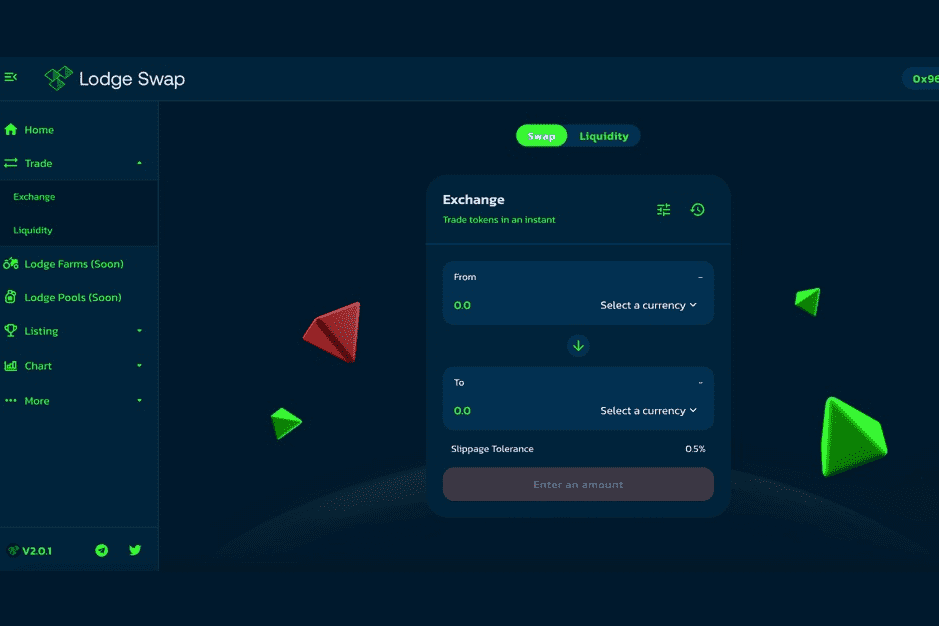 Lodge Swap
0x96
Home
Trade
Exchange
Liquidity
Lodge Farms (Soon)
Lodge Pools (Soon)
Listing
Chart
More
V2.0.1
Swap
Liquidity
Exchange
Trade tokens in an instant
From
-
0.0
Select a currency
To
-
0.0
Select a currency
Slippage Tolerance
0.5%
Enter an amount